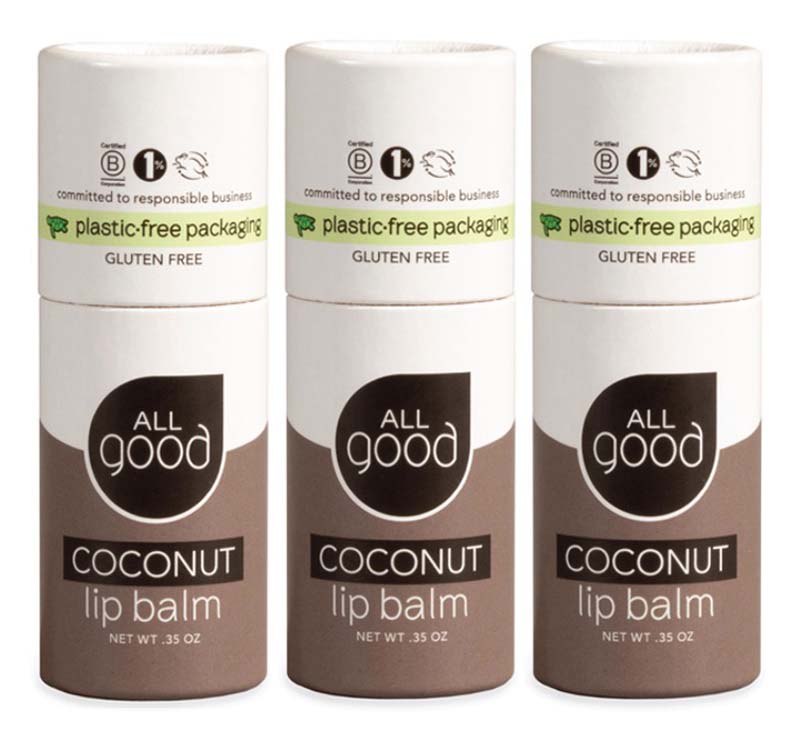 Certified
B
Corporation
1%
committed to responsible business
plastic-free packaging
GLUTEN FREE
ALL
good
COCONUT
lip balm
NET WT .35 OZ
Certified
B
Corporation
1%
committed to responsible business
plastic-free packaging
GLUTEN FREE
ALL
good
COCONUT
lip balm
NET WT .35 OZ
Certified
B
Corporation
1%
committed to responsible business
plastic-free packaging
GLUTEN FREE
ALL
good
COCONUT
lip balm
NET WT .35 OZ